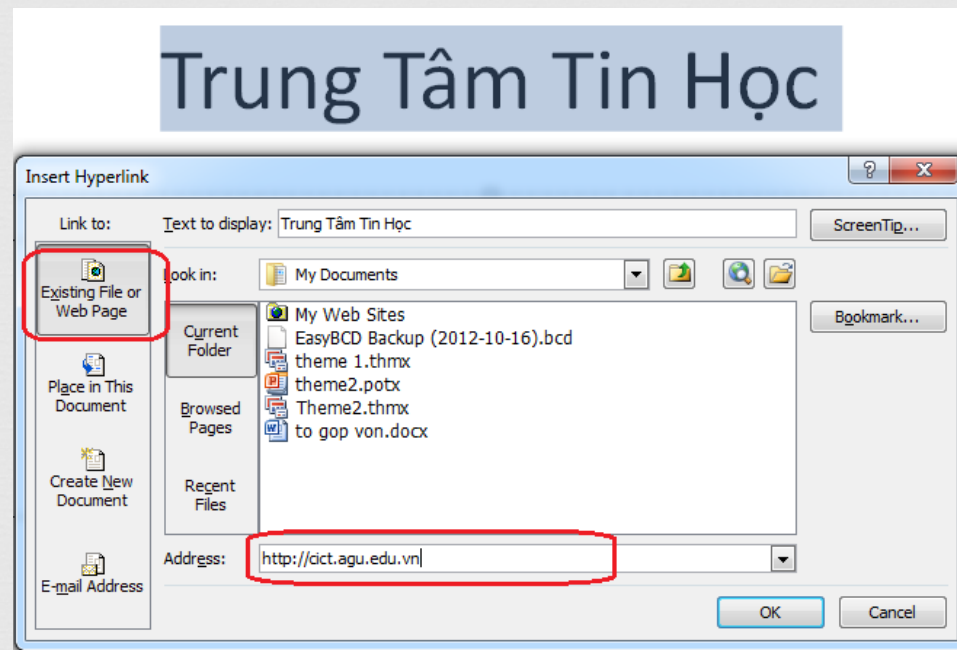 Trung Tâm Tin Học
Insert Hyperlink
?
X
Link to:
Text to display:
Trung Tâm Tin Học
ScreenTip...
Existing File or
Web Page
Look in:
My Documents
Place in This
Document
Create New
Document
E-mail Address
Current
Folder
Browsed
Pages
Recent
Files
My Web Sites
EasyBCD Backup (2012-10-16).bcd
theme 1.thmx
theme2.potx
Theme2.thmx
to gop von.docx
Bookmark...
Address:
http://cict.agu.edu.vn
OK
Cancel